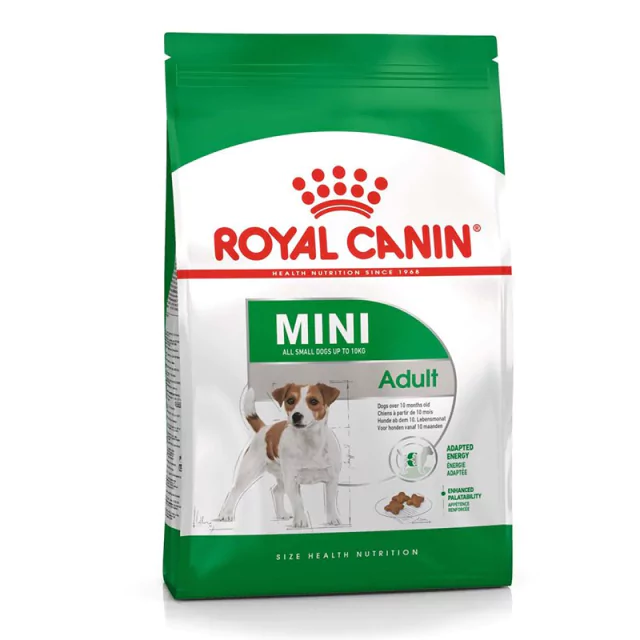 ROYAL CANIN®
HEALTH NUTRITION SINCE 1968
MINI
ALL SMALL DOGS UP TO 10KG
Adult
Dogs over 10 months old
Chiens à partir de 10 mois
Hunde ab dem 10. Lebensmonat
Voor honden vanaf 10 maanden
ADAPTED
ENERGY
ÉNERGIE
ADAPTÉE
ENHANCED
PALATABILITY
APPÉTENCE
RENFORCÉE
SIZE HEALTH NUTRITION